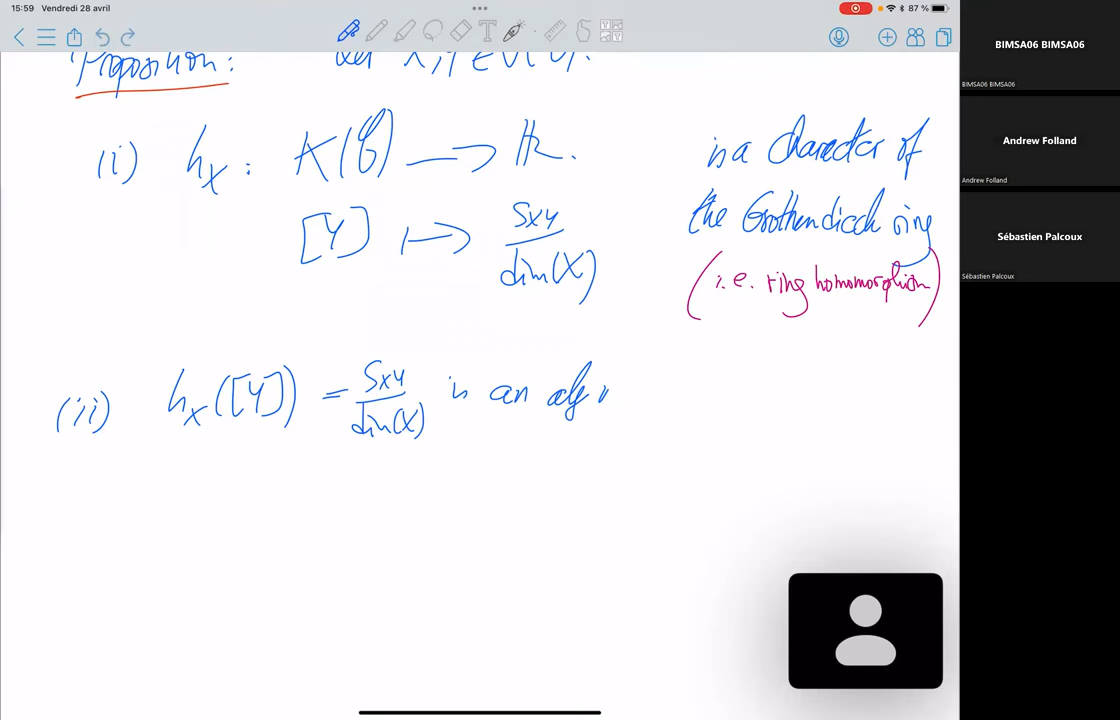 15:59 Vendredi 28 avril
87 %
BIMSA06 BIMSA06
BIMSA06 BIMSA06
Andrew Folland
Andrew Folland
Sébastien Palcoux
Sébastien Palcoux
Proposition:
(i) h_X : K(𝒞) → k. is a character of
[Y] ↦ S_XY / dim(X) the Grothendieck ring
(i.e. ring homomorphism)
(ii) h_X([Y]) = S_XY / dim(X) is an alg